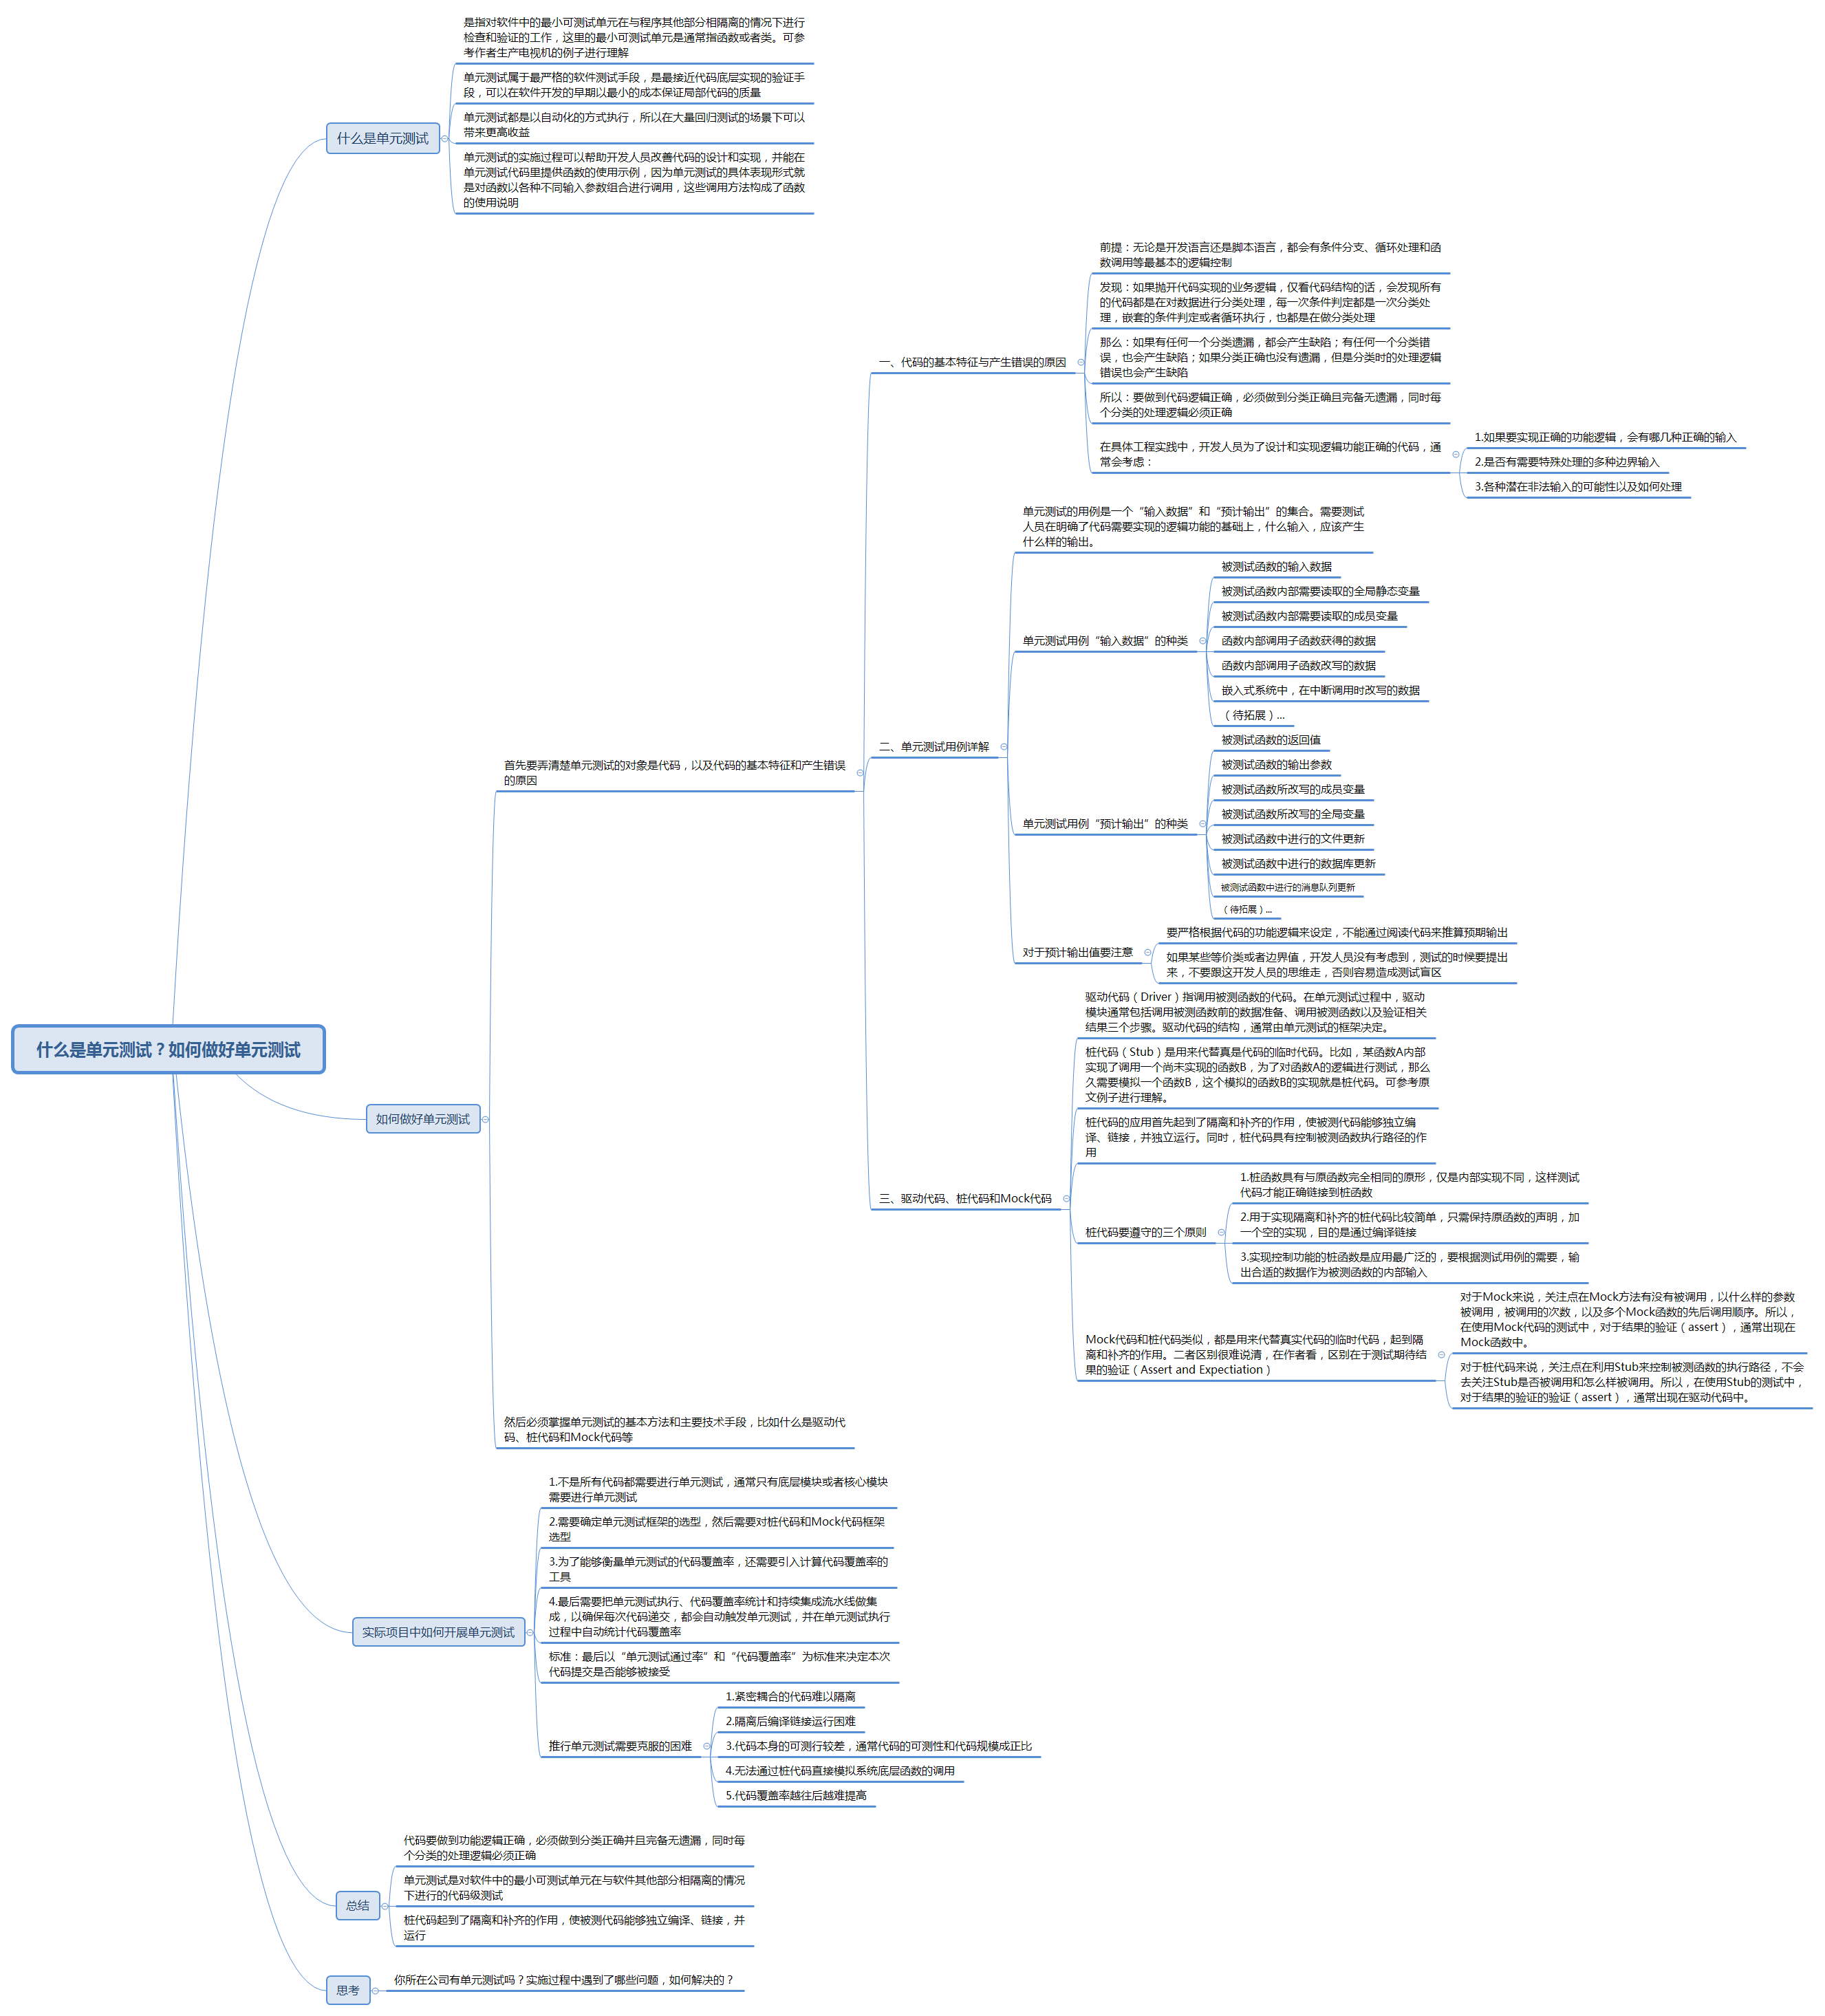 什么是单元测试？如何做好单元测试
什么是单元测试
是指对软件中的最小可测试单元在与程序其他部分相隔离的情况下进行
检查和验证的工作，这里的最小可测试单元是通常指函数或者类。可参
考作者生产电视机的例子进行理解
单元测试属于最严格的软件测试手段，是最接近代码底层实现的验证手
段，可以在软件开发的早期以最小的成本保证局部代码的质量
单元测试都是以自动化的方式执行，所以在大量回归测试的场景下可以
带来更高收益
单元测试的实施过程可以帮助开发人员改善代码的设计和实现，并能在
单元测试代码里提供函数的使用示例，因为单元测试的具体表现形式就
是对函数以各种不同输入参数组合进行调用，这些调用方法构成了函数
的使用说明
如何做好单元测试
首先要弄清楚单元测试的对象是代码，以及代码的基本特征和产生错误
的原因
一、代码的基本特征与产生错误的原因
前提：无论是开发语言还是脚本语言，都会有条件分支、循环处理和函
数调用等最基本的逻辑控制
发现：如果抛开代码实现的业务逻辑，仅看代码结构的话，会发现所有
的代码都是在对数据进行分类处理，每一次条件判定都是一次分类处
理，嵌套的条件判定或者循环执行，也都是在做分类处理
那么：如果有任何一个分类遗漏，都会产生缺陷；有任何一个分类错
误，也会产生缺陷；如果分类正确也没有遗漏，但是分类时的处理逻辑
错误也会产生缺陷
所以：要做到代码逻辑正确，必须做到分类正确且完备无遗漏，同时每
个分类的处理逻辑必须正确
在具体工程实践中，开发人员为了设计和实现逻辑功能正确的代码，通
常会考虑：
1.如果要实现正确的功能逻辑，会有哪几种正确的输入
2.是否有需要特殊处理的多种边界输入
3.各种潜在非法输入的可能性以及如何处理
二、单元测试用例详解
单元测试的用例是一个“输入数据”和“预计输出”的集合。需要测试
人员在明确了代码需要实现的逻辑功能的基础上，什么输入，应该产生
什么样的输出。
单元测试用例“输入数据”的种类
被测试函数的输入数据
被测试函数内部需要读取的全局静态变量
被测试函数内部需要读取的成员变量
函数内部调用子函数获得的数据
函数内部调用子函数改写的数据
嵌入式系统中，在中断调用时改写的数据
（待拓展）...
单元测试用例“预计输出”的种类
被测试函数的返回值
被测试函数的输出参数
被测试函数所改写的成员变量
被测试函数所改写的全局变量
被测试函数中进行的文件更新
被测试函数中进行的数据库更新
被测试函数中进行的消息队列更新
（待拓展）...
对于预计输出值要注意
要严格根据代码的功能逻辑来设定，不能通过阅读代码来推算预期输出
如果某些等价类或者边界值，开发人员没有考虑到，测试的时候要提出
来，不要跟这开发人员的思维走，否则容易造成测试盲区
三、驱动代码、桩代码和Mock代码
驱动代码（Driver）指调用被测函数的代码。在单元测试过程中，驱动
模块通常包括调用被测函数前的数据准备、调用被测函数以及验证相关
结果三个步骤。驱动代码的结构，通常由单元测试的框架决定。
桩代码（Stub）是用来代替真是代码的临时代码。比如，某函数A内部
实现了调用一个尚未实现的函数B，为了对函数A的逻辑进行测试，那么
久需要模拟一个函数B，这个模拟的函数B的实现就是桩代码。可参考原
文例子进行理解。
桩代码的应用首先起到了隔离和补齐的作用，使被测代码能够独立编
译、链接，并独立运行。同时，桩代码具有控制被测函数执行路径的作
用
桩代码要遵守的三个原则
1.桩函数具有与原函数完全相同的原形，仅是内部实现不同，这样测试
代码才能正确链接到桩函数
2.用于实现隔离和补齐的桩代码比较简单，只需保持原函数的声明，加
一个空的实现，目的是通过编译链接
3.实现控制功能的桩函数是应用最广泛的，要根据测试用例的需要，输
出合适的数据作为被测函数的内部输入
Mock代码和桩代码类似，都是用来代替真实代码的临时代码，起到隔
离和补齐的作用。二者区别很难说清，在作者看，区别在于测试期待结
果的验证（Assert and Expectiation）
对于Mock来说，关注点在Mock方法有没有被调用，以什么样的参数
被调用，被调用的次数，以及多个Mock函数的先后调用顺序。所以，
在使用Mock代码的测试中，对于结果的验证（assert），通常出现在
Mock函数中。
对于桩代码来说，关注点在利用Stub来控制被测函数的执行路径，不会
去关注Stub是否被调用和怎么样被调用。所以，在使用Stub的测试中，
对于结果的验证的验证（assert），通常出现在驱动代码中。
然后必须掌握单元测试的基本方法和主要技术手段，比如什么是驱动代
码、桩代码和Mock代码等
实际项目中如何开展单元测试
1.不是所有代码都需要进行单元测试，通常只有底层模块或者核心模块
需要进行单元测试
2.需要确定单元测试框架的选型，然后需要对桩代码和Mock代码框架
选型
3.为了能够衡量单元测试的代码覆盖率，还需要引入计算代码覆盖率的
工具
4.最后需要把单元测试执行、代码覆盖率统计和持续集成流水线做集
成，以确保每次代码递交，都会自动触发单元测试，并在单元测试执行
过程中自动统计代码覆盖率
标准：最后以“单元测试通过率”和“代码覆盖率”为标准来决定本次
代码提交是否能够被接受
推行单元测试需要克服的困难
1.紧密耦合的代码难以隔离
2.隔离后编译链接运行困难
3.代码本身的可测行较差，通常代码的可测性和代码规模成正比
4.无法通过桩代码直接模拟系统底层函数的调用
5.代码覆盖率越往后越难提高
总结
代码要做到功能逻辑正确，必须做到分类正确并且完备无遗漏，同时每
个分类的处理逻辑必须正确
单元测试是对软件中的最小可测试单元在与软件其他部分相隔离的情况
下进行的代码级测试
桩代码起到了隔离和补齐的作用，使被测代码能够独立编译、链接，并
运行
思考
你所在公司有单元测试吗？实施过程中遇到了哪些问题，如何解决的？